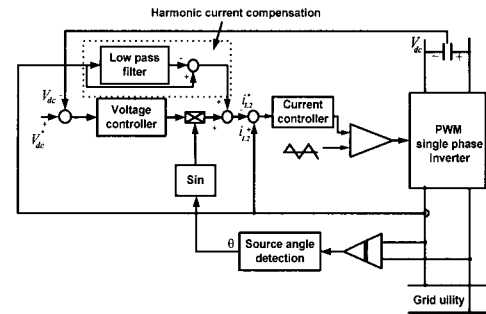 Harmonic current compensation
Low pass
filter
V_dc
- +
V_dc
V*_dc
Voltage
controller
i_L2
i*_L2
Current
controller
PWM
single phase
Inverter
Sin
θ
Source angle
detection
Grid uility